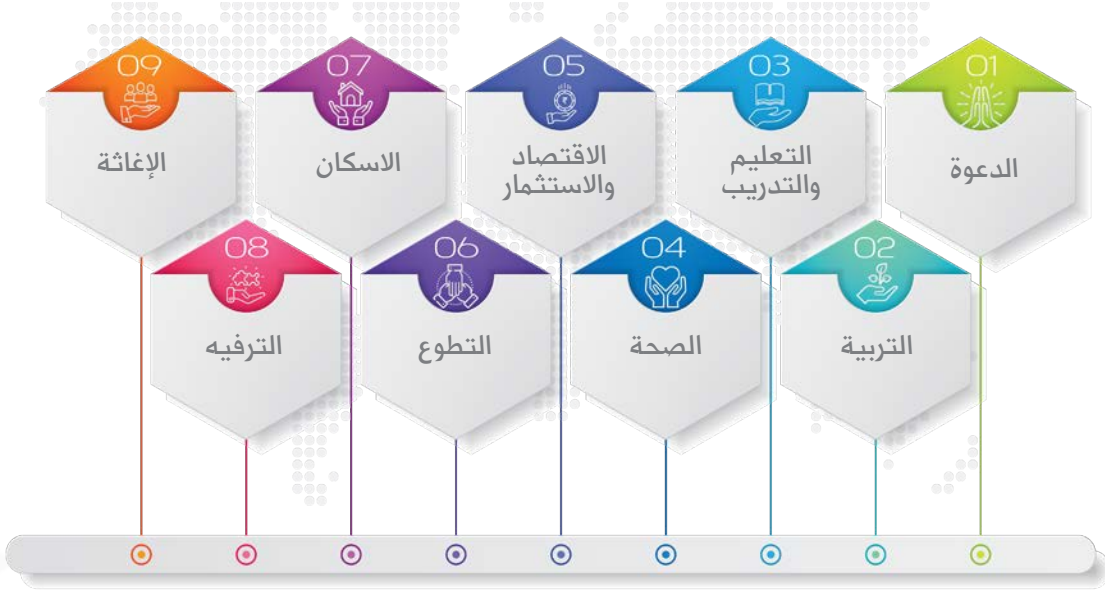 01
الدعوة
02
التربية
03
التعليم
والتدريب
04
الصحة
05
الاقتصاد
والاستثمار
06
التطوع
07
الاسكان
08
الترفيه
09
الإغاثة